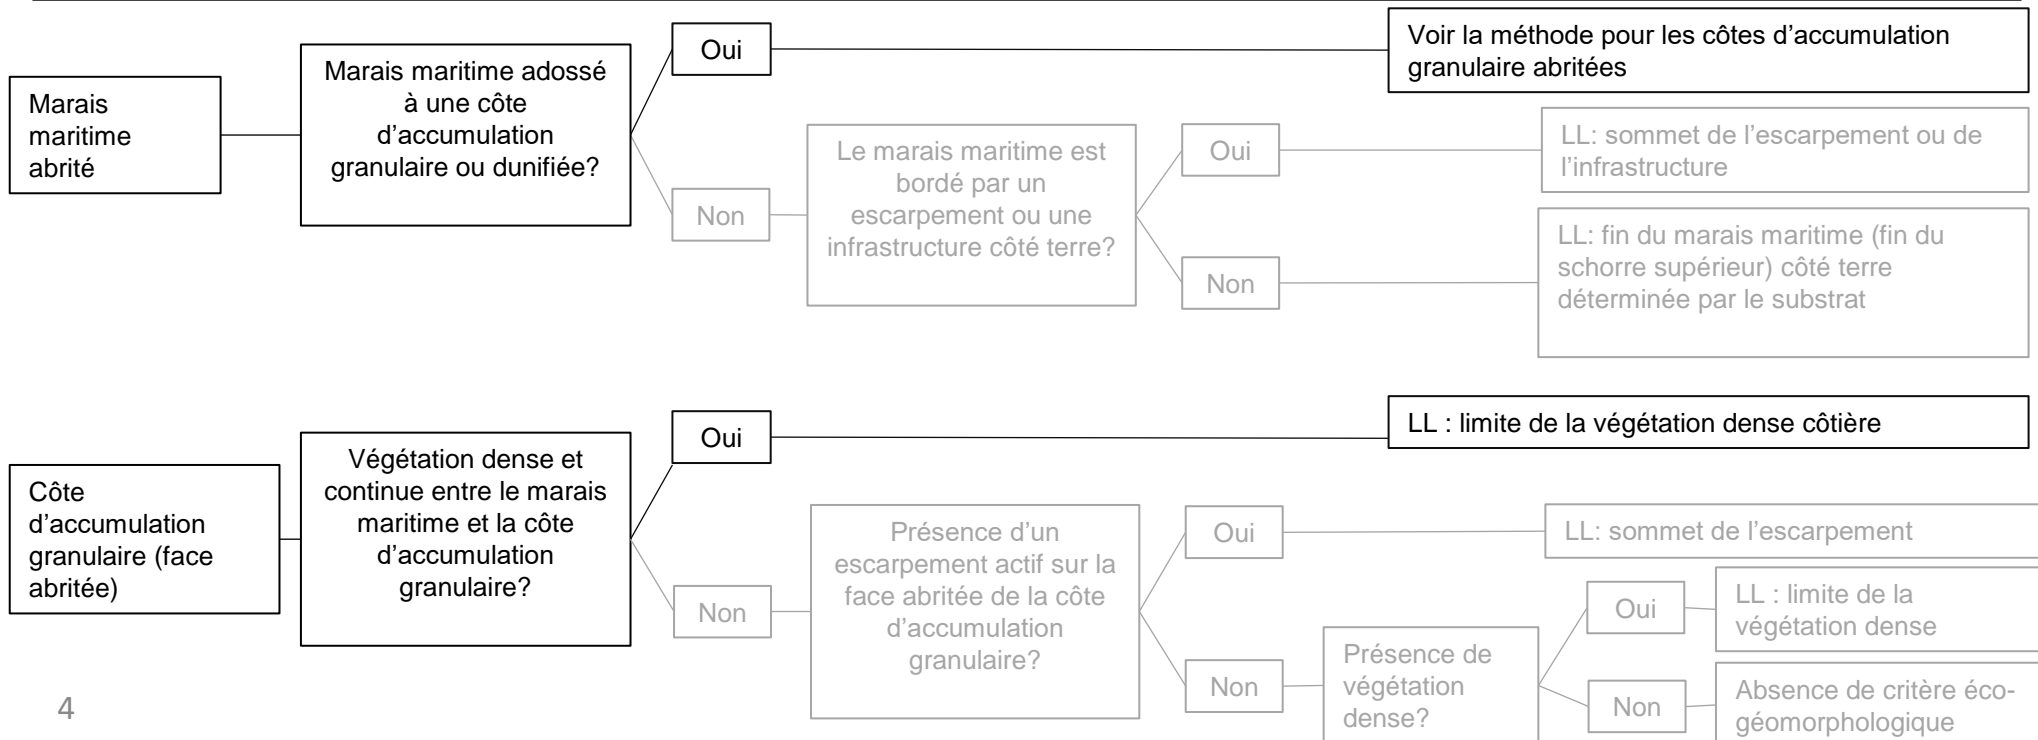 Marais
maritime
abrité
Marais maritime adossé
à une côte
d'accumulation
granulaire ou dunifiée?
Oui
Voir la méthode pour les côtes d'accumulation
granulaire abritées
Non
Le marais maritime est
bordé par un
escarpement ou une
infrastructure côté terre?
Oui
LL: sommet de l'escarpement ou de
l'infrastructure
Non
LL: fin du marais maritime (fin du
schorre supérieur) côté terre
déterminée par le substrat
Côte
d'accumulation
granulaire (face
abritée)
Végétation dense et
continue entre le marais
maritime et la côte
d'accumulation
granulaire?
Oui
LL : limite de la végétation dense côtière
Non
Présence d'un
escarpement actif sur la
face abritée de la côte
d'accumulation
granulaire?
Oui
LL: sommet de l'escarpement
Non
Présence de
végétation
dense?
Oui
LL : limite de la
végétation dense
Non
Absence de critère éco-
géomorphologique
4